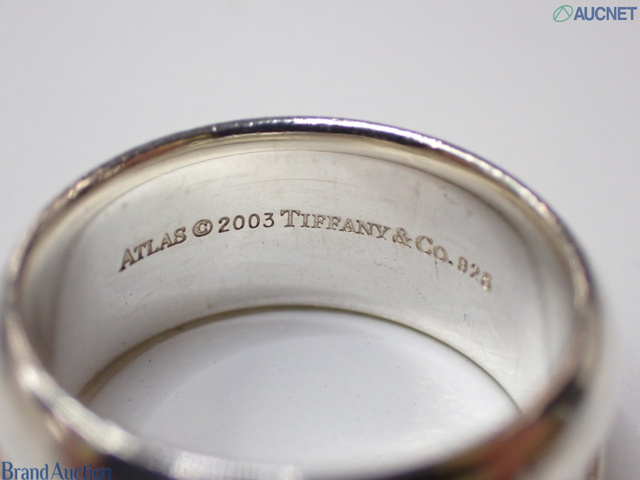 AUCNET
ATLAS © 2003 TIFFANY & CO. 925
BrandAuction